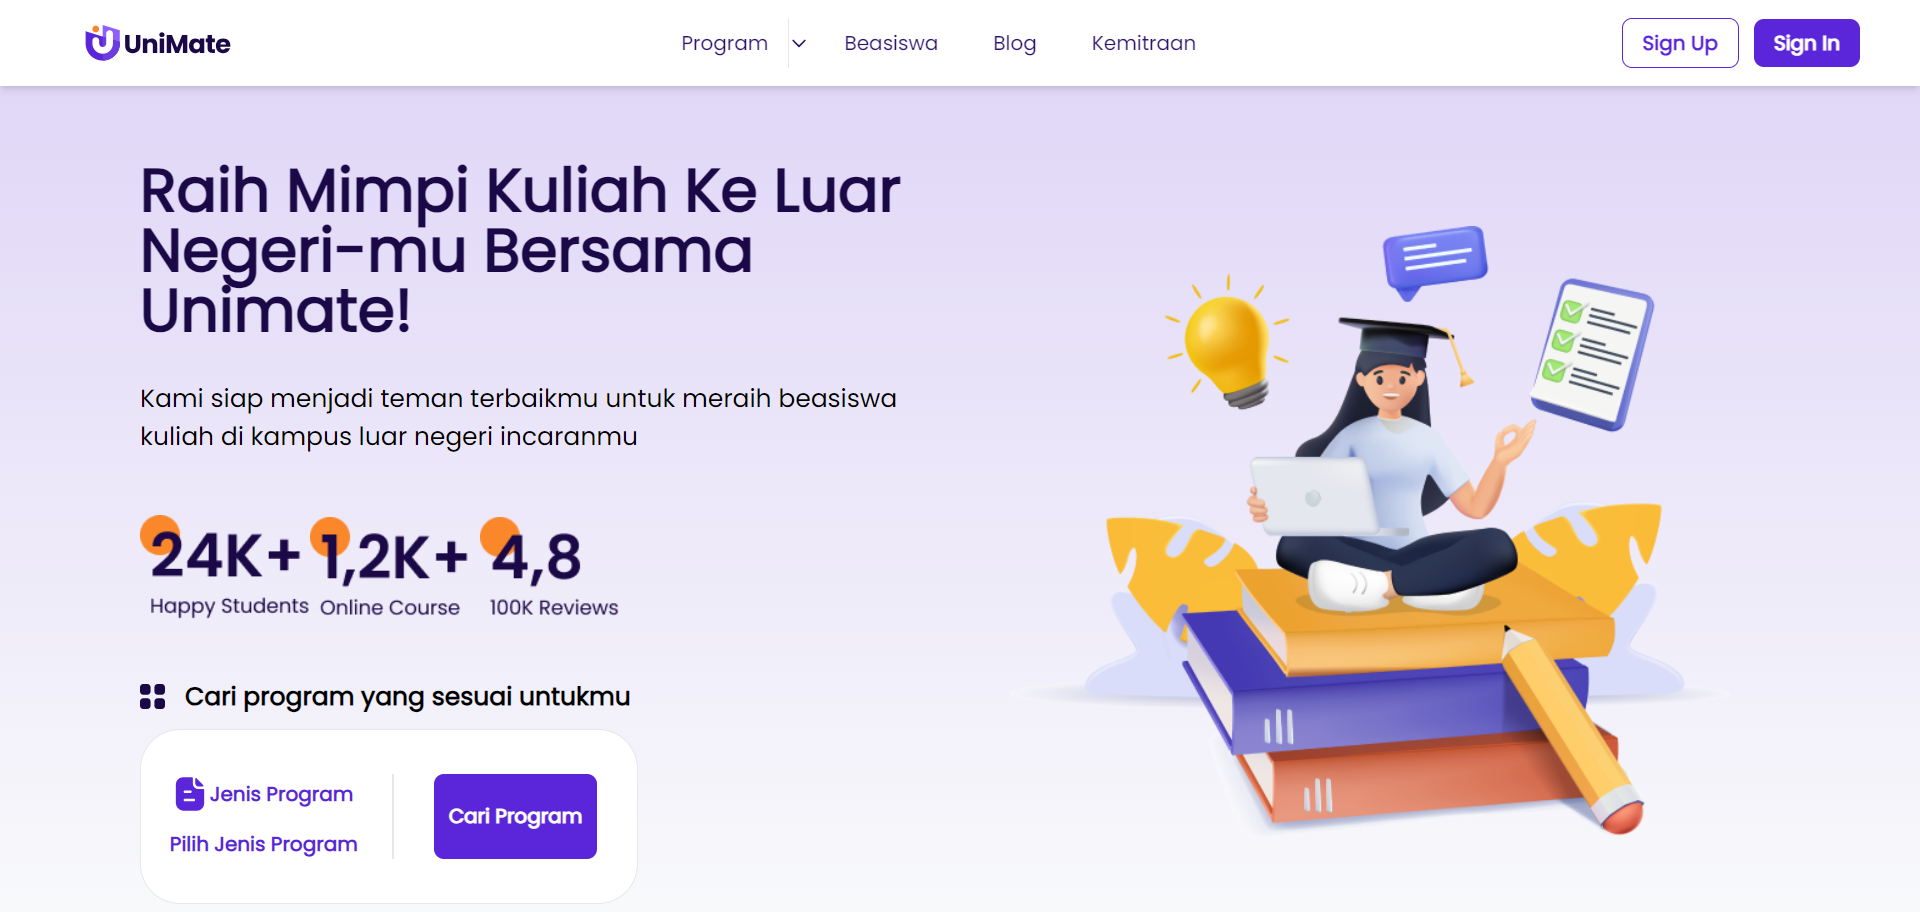 UniMate
Program
Beasiswa
Blog
Kemitraan
Sign Up
Sign In
Raih Mimpi Kuliah Ke Luar
Negeri-mu Bersama
Unimate!
Kami siap menjadi teman terbaikmu untuk meraih beasiswa
kuliah di kampus luar negeri incaranmu
24K+ 1,2K+ 4,8
Happy Students Online Course 100K Reviews
Cari program yang sesuai untukmu
Jenis Program
Pilih Jenis Program
Cari Program